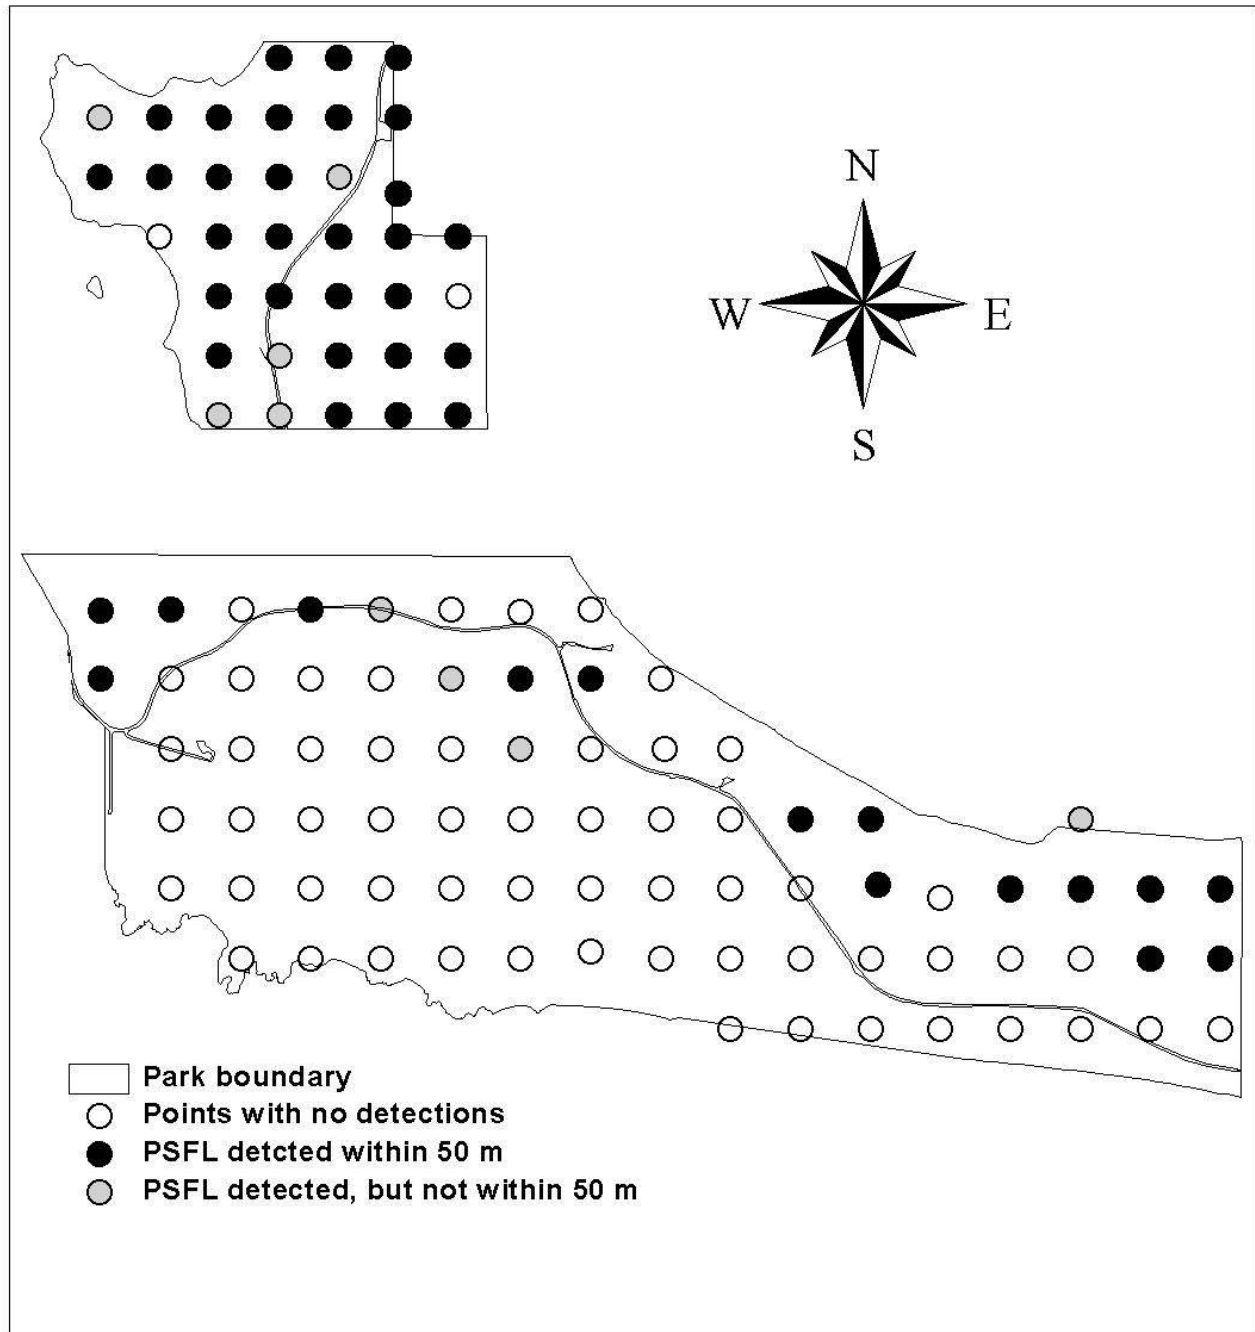 N
W E
S
Park boundary
Points with no detections
PSFL detcted within 50 m
PSFL detected, but not within 50 m